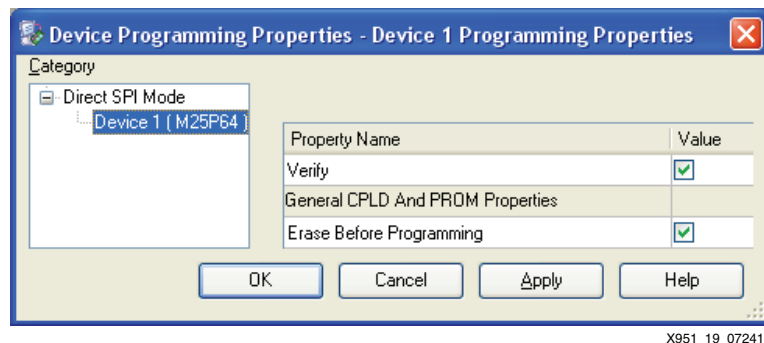 Device Programming Properties - Device 1 Programming Properties
Category
Direct SPI Mode
Device 1 ( M25P64 )
Property Name Value
Verify
General CPLD And PROM Properties
Erase Before Programming
OK Cancel Apply Help
X951_19_07241